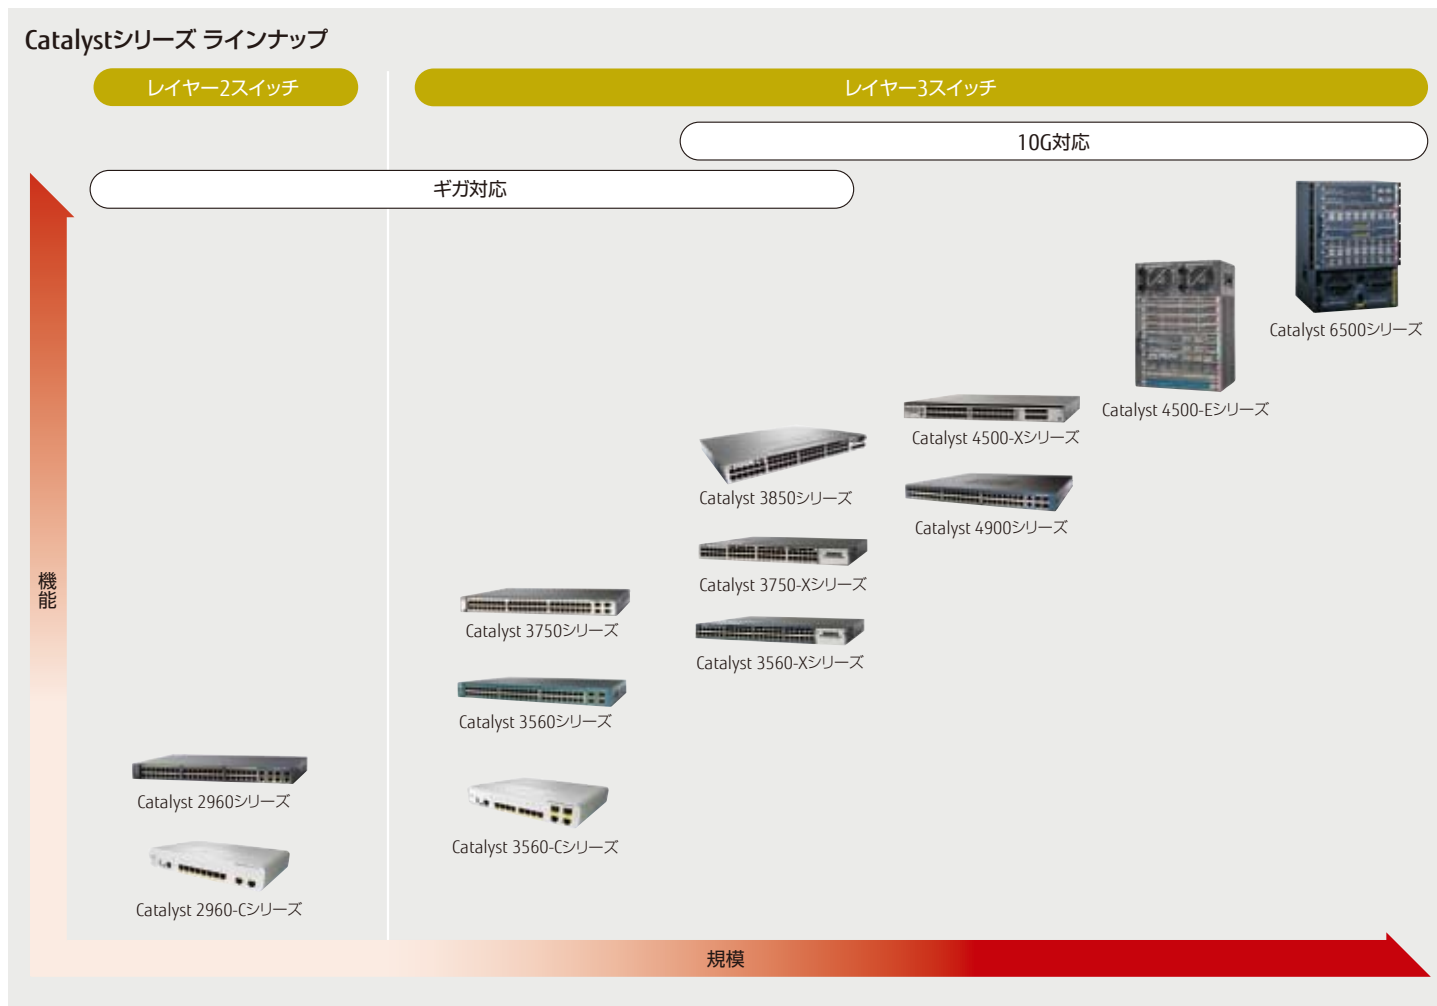 Catalystシリーズ ラインナップ
レイヤー2スイッチ
レイヤー3スイッチ
10G対応
ギガ対応
Catalyst 6500シリーズ
Catalyst 4500-Eシリーズ
Catalyst 4500-Xシリーズ
Catalyst 3850シリーズ
Catalyst 4900シリーズ
Catalyst 3750-Xシリーズ
機能
Catalyst 3750シリーズ
Catalyst 3560-Xシリーズ
Catalyst 3560シリーズ
Catalyst 2960シリーズ
Catalyst 3560-Cシリーズ
Catalyst 2960-Cシリーズ
規模